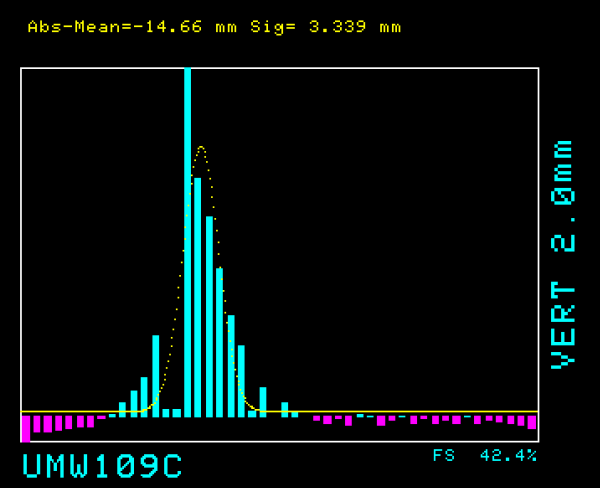 Abs-Mean=-14.66 mm Sig= 3.339 mm
VERT 2.0mm
UMW109C
FS 42.4%